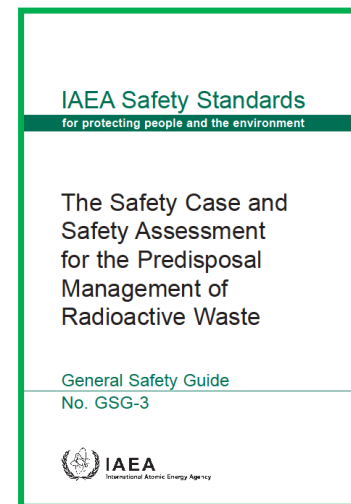 IAEA Safety Standards
for protecting people and the environment
The Safety Case and
Safety Assessment
for the Predisposal
Management of
Radioactive Waste
General Safety Guide
No. GSG-3
IAEA
International Atomic Energy Agency